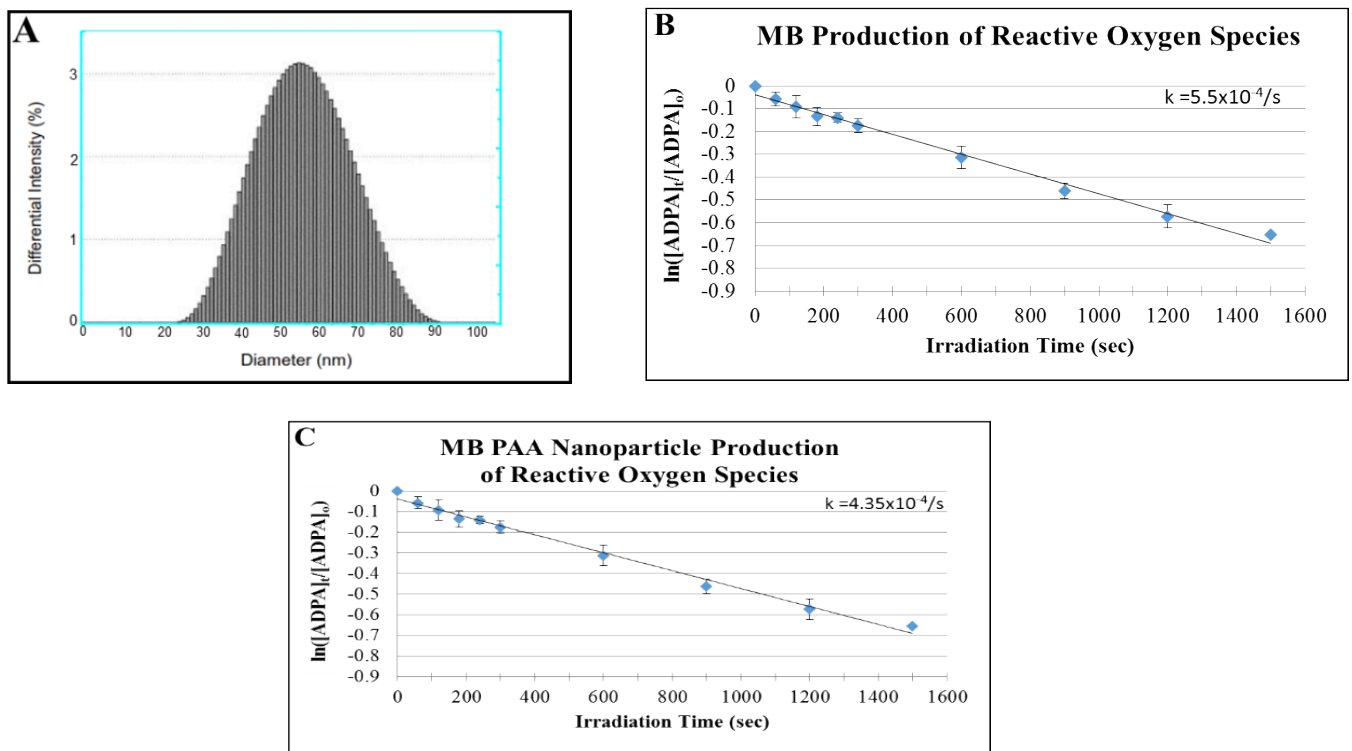 A
Differential Intensity (%)
3
2
1
0
0 10 20 30 40 50 60 70 80 90 100
Diameter (nm)
B
MB Production of Reactive Oxygen Species
k =5.5x10⁻⁴/s
ln([ADPA]ₜ/[ADPA]ₒ)
0
-0.1
-0.2
-0.3
-0.4
-0.5
-0.6
-0.7
-0.8
-0.9
0 200 400 600 800 1000 1200 1400 1600
Irradiation Time (sec)
C
MB PAA Nanoparticle Production
of Reactive Oxygen Species
k =4.35x10⁻⁴/s
ln([ADPA]ₜ/[ADPA]ₒ)
0
-0.1
-0.2
-0.3
-0.4
-0.5
-0.6
-0.7
-0.8
-0.9
0 200 400 600 800 1000 1200 1400 1600
Irradiation Time (sec)